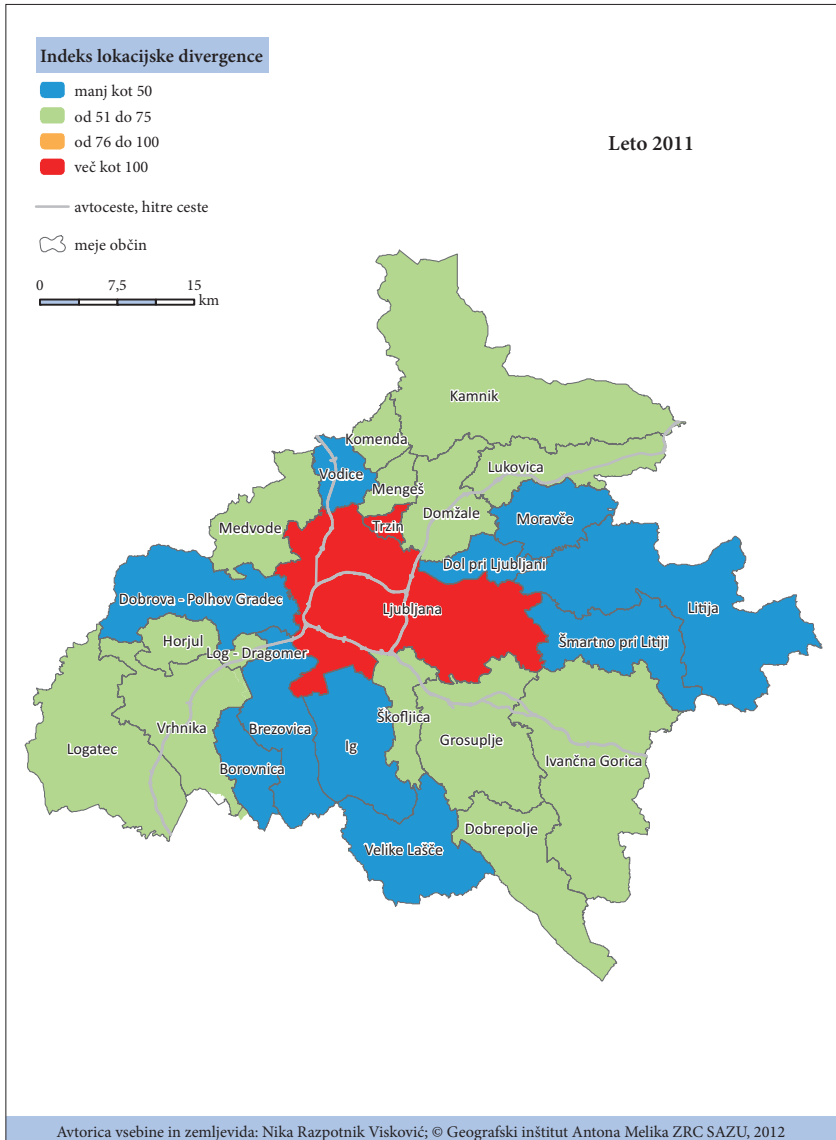 Indeks lokacijske divergence
manj kot 50
od 51 do 75
od 76 do 100
več kot 100
Leto 2011
avtoceste, hitre ceste
meje občin
0 7,5 15
km
Kamnik
Komenda
Lukovica
Vodice
Mengeš
Domžale
Moravče
Medvode
Trzin
Dol pri Ljubljani
Dobrova - Polhov Gradec
Ljubljana
Litija
Horjul
Šmartno pri Litiji
Log - Dragomer
Škofljica
Vrhnika
Brezovica
Grosuplje
Logatec
Ig
Ivančna Gorica
Borovnica
Dobrepolje
Velike Lašče
Avtorica vsebine in zemljevida: Nika Razpotnik Visković; © Geografski inštitut Antona Melika ZRC SAZU, 2012